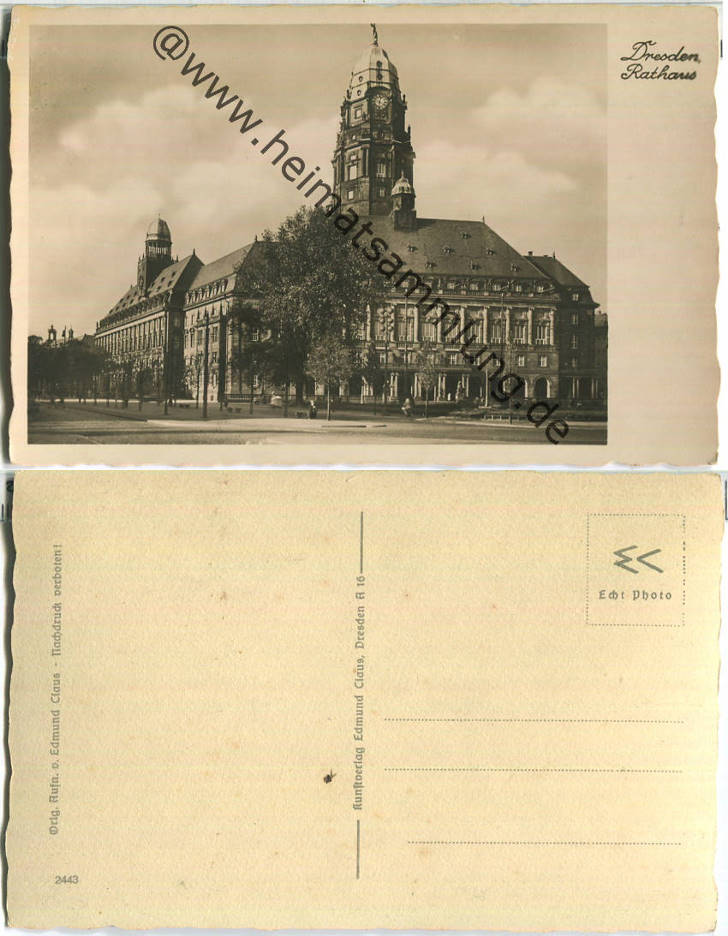 Dresden,
Rathaus
@www.heimatsammlung.de
Orig. Aufn. v. Edmund Claus - Nachdruck verboten!
2443
Kunstverlag Edmund Claus, Dresden A 16
EC
Echt Photo